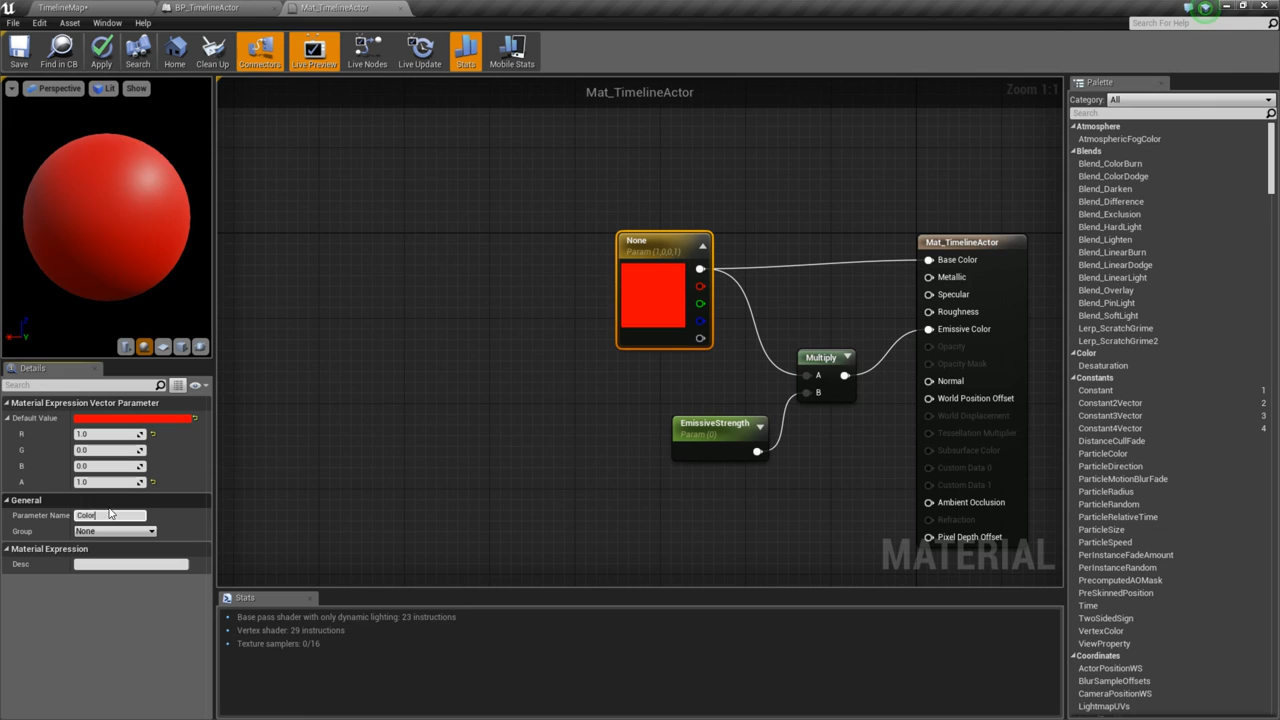 TimelineMap*
BP_TimelineActor
Mat_TimelineActor
File Edit Asset Window Help
Search For Help
Save Find in CB Apply Search Home Clean Up Connectors Live Preview Live Nodes Live Update Stats Mobile Stats
Perspective Lit Show
Mat_TimelineActor
Zoom 1:1
Palette
Category: All
Search
Atmosphere
AtmosphericFogColor
Blends
Blend_ColorBurn
Blend_ColorDodge
Blend_Darken
Blend_Difference
Blend_Exclusion
Blend_HardLight
Blend_Lighten
Blend_LinearBurn
Blend_LinearDodge
Blend_LinearLight
Blend_Overlay
Blend_PinLight
Blend_SoftLight
Lerp_ScratchGrime
Lerp_ScratchGrime2
Color
Desaturation
Constants
Constant 1
Constant2Vector 2
Constant3Vector 3
Constant4Vector 4
DistanceCullFade
ParticleColor
ParticleDirection
ParticleMotionBlurFade
ParticleRadius
ParticleRandom
ParticleRelativeTime
ParticleSize
ParticleSpeed
PerInstanceFadeAmount
PerInstanceRandom
PrecomputedAOMask
PreSkinnedPosition
Time
TwoSidedSign
VertexColor
ViewProperty
Coordinates
ActorPositionWS
BlurSampleOffsets
CameraPositionWS
LightmapUVs
None
Param (1,0,0,1)
Multiply
A
B
EmissiveStrength
Param (0)
Mat_TimelineActor
Base Color
Metallic
Specular
Roughness
Emissive Color
Opacity
Opacity Mask
Normal
World Position Offset
World Displacement
Tessellation Multiplier
Subsurface Color
Custom Data 0
Custom Data 1
Ambient Occlusion
Refraction
Pixel Depth Offset
MATERIAL
Details
Search
Material Expression Vector Parameter
Default Value
R 1.0
G 0.0
B 0.0
A 1.0
General
Parameter Name Color
Group None
Material Expression
Desc
Stats
Base pass shader with only dynamic lighting: 23 instructions
Vertex shader: 29 instructions
Texture samplers: 0/16